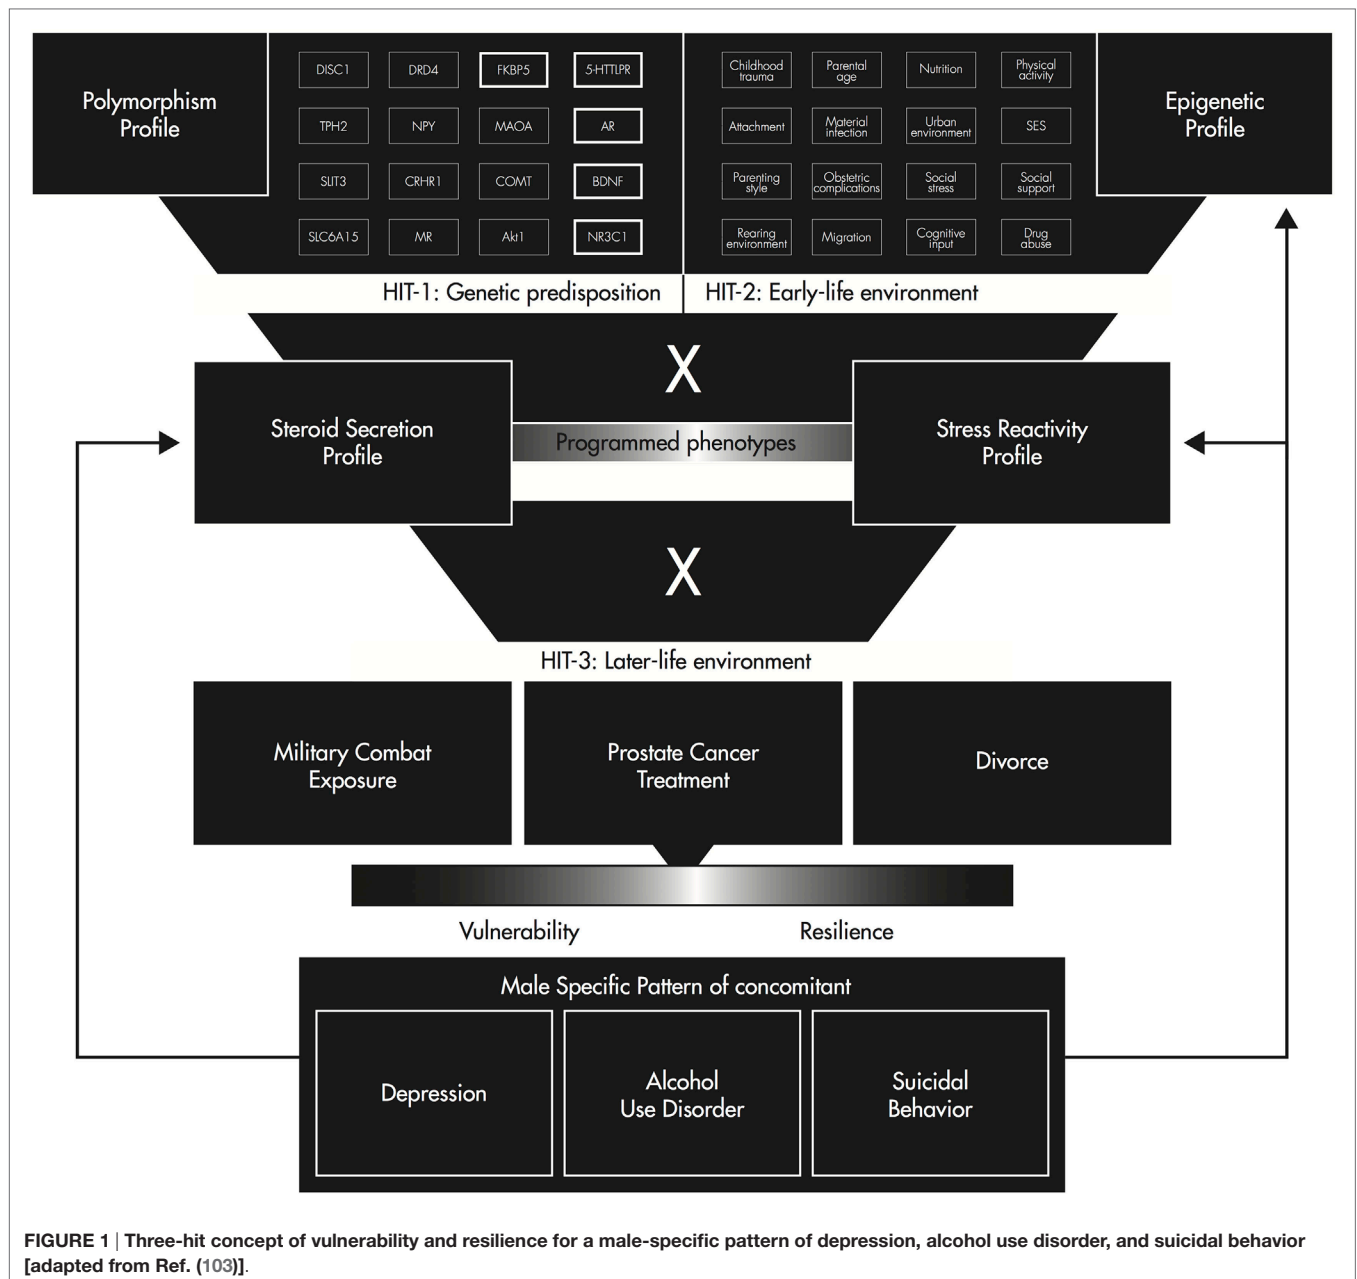 Polymorphism
Profile
DISC1
DRD4
FKBP5
5-HTTLPR
TPH2
NPY
MAOA
AR
SLIT3
CRHR1
COMT
BDNF
SLC6A15
MR
Akt1
NR3C1
Childhood
trauma
Parental
age
Nutrition
Physical
activity
Attachment
Material
infection
Urban
environment
SES
Parenting
style
Obstetric
complications
Social
stress
Social
support
Rearing
environment
Migration
Cognitive
input
Drug
abuse
Epigenetic
Profile
HIT-1: Genetic predisposition
HIT-2: Early-life environment
X
Steroid Secretion
Profile
Programmed phenotypes
Stress Reactivity
Profile
X
HIT-3: Later-life environment
Military Combat
Exposure
Prostate Cancer
Treatment
Divorce
Vulnerability
Resilience
Male Specific Pattern of concomitant
Depression
Alcohol
Use Disorder
Suicidal
Behavior
FIGURE 1 | Three-hit concept of vulnerability and resilience for a male-specific pattern of depression, alcohol use disorder, and suicidal behavior
[adapted from Ref. (103)].